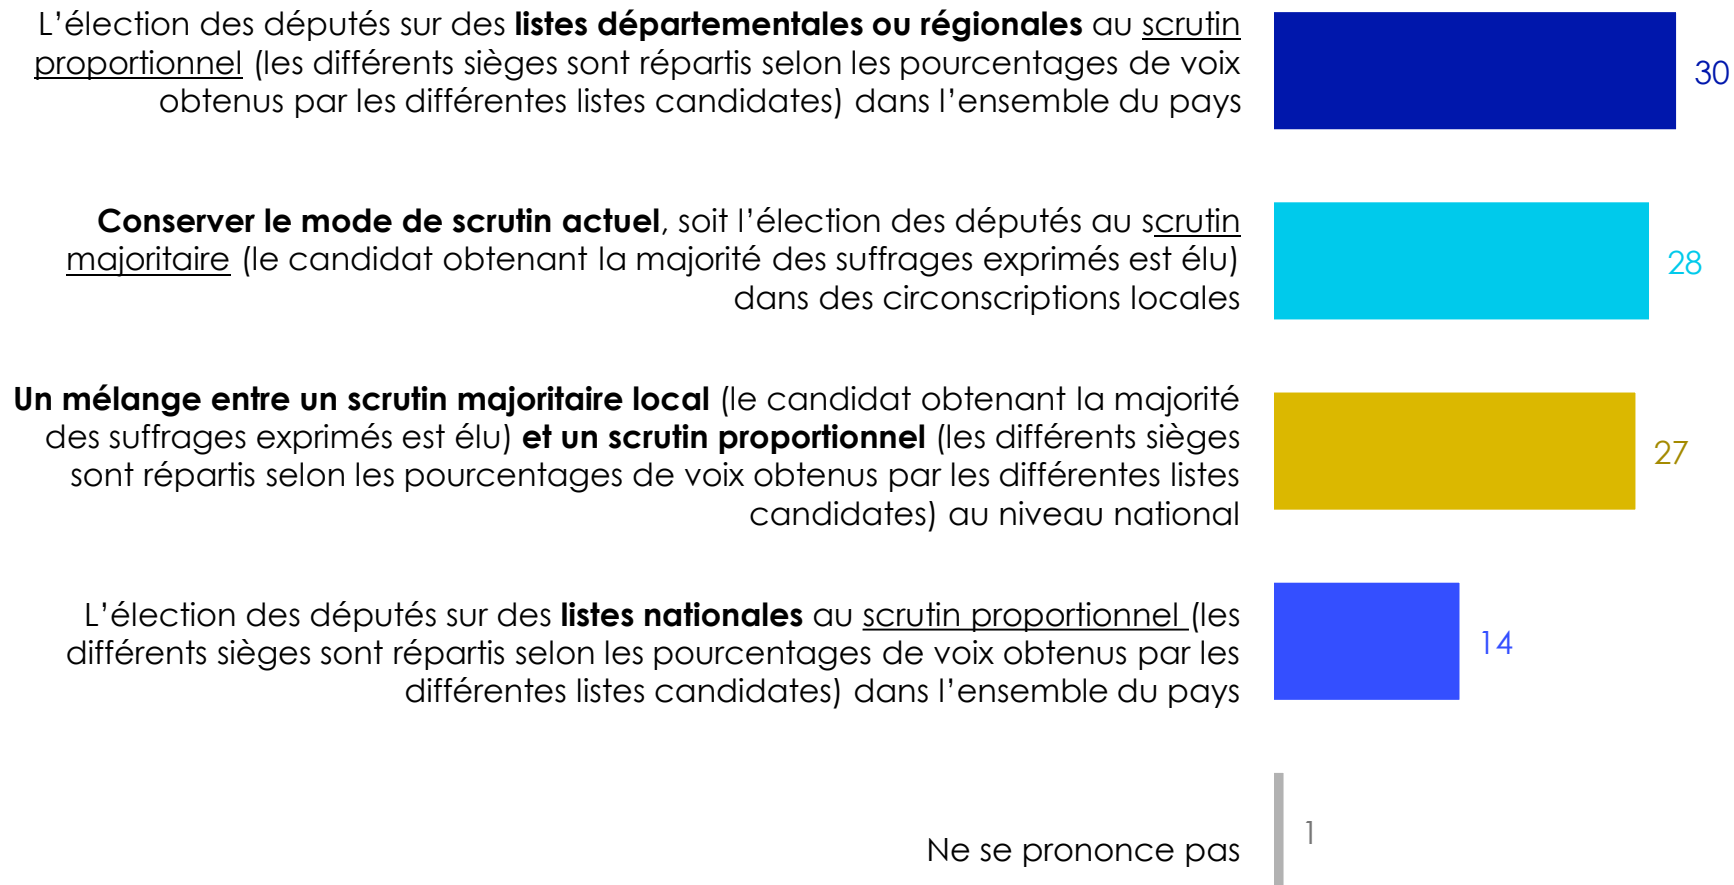 L’élection des députés sur des listes départementales ou régionales au scrutin
proportionnel (les différents sièges sont répartis selon les pourcentages de voix
obtenus par les différentes listes candidates) dans l’ensemble du pays
30
Conserver le mode de scrutin actuel, soit l’élection des députés au scrutin
majoritaire (le candidat obtenant la majorité des suffrages exprimés est élu)
dans des circonscriptions locales
28
Un mélange entre un scrutin majoritaire local (le candidat obtenant la majorité
des suffrages exprimés est élu) et un scrutin proportionnel (les différents sièges
sont répartis selon les pourcentages de voix obtenus par les différentes listes
candidates) au niveau national
27
L’élection des députés sur des listes nationales au scrutin proportionnel (les
différents sièges sont répartis selon les pourcentages de voix obtenus par les
différentes listes candidates) dans l’ensemble du pays
14
Ne se prononce pas
1